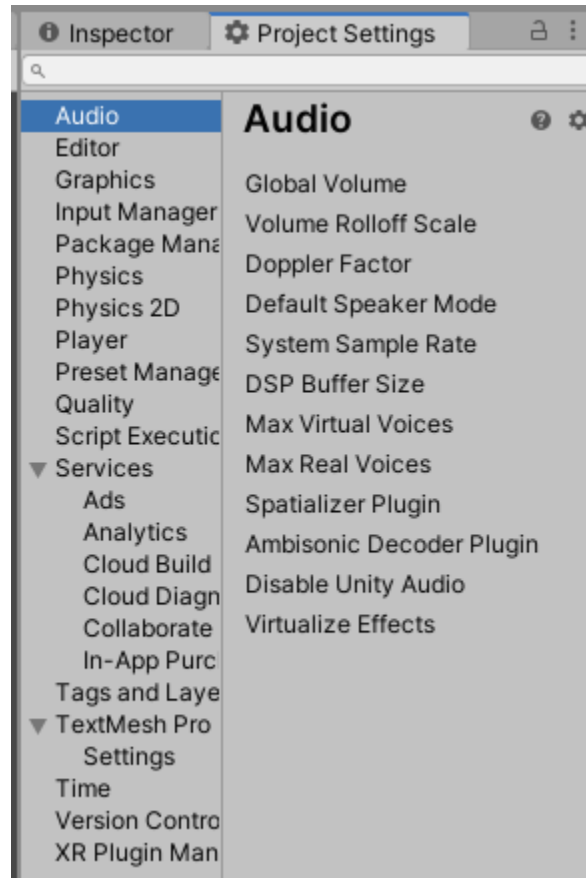 Inspector
Project Settings
Audio
Editor
Graphics
Input Manager
Package Mana
Physics
Physics 2D
Player
Preset Manage
Quality
Script Executic
Services
Ads
Analytics
Cloud Build
Cloud Diagn
Collaborate
In-App Purc
Tags and Laye
TextMesh Pro
Settings
Time
Version Contro
XR Plugin Man
Audio
Global Volume
Volume Rolloff Scale
Doppler Factor
Default Speaker Mode
System Sample Rate
DSP Buffer Size
Max Virtual Voices
Max Real Voices
Spatializer Plugin
Ambisonic Decoder Plugin
Disable Unity Audio
Virtualize Effects